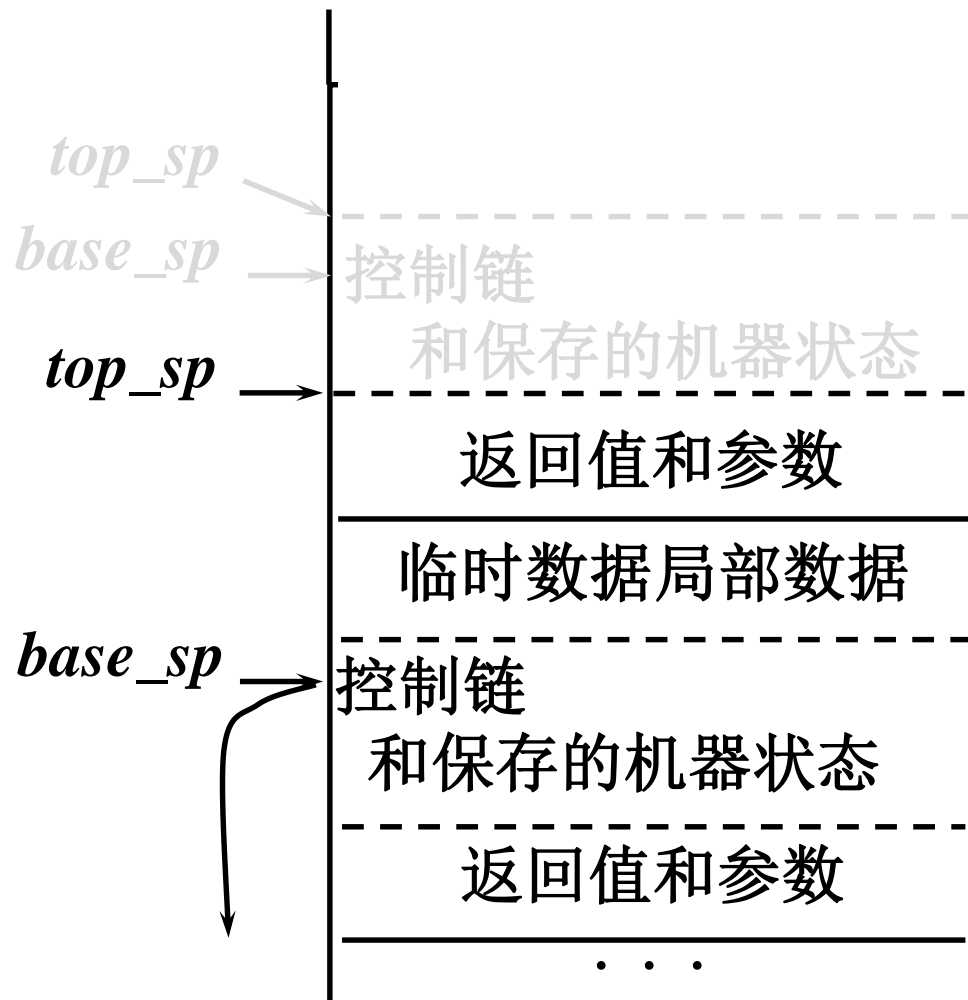 top_sp
base_sp
控制链
和保存的机器状态
top_sp
返回值和参数
临时数据局部数据
base_sp
控制链
和保存的机器状态
返回值和参数
. . .